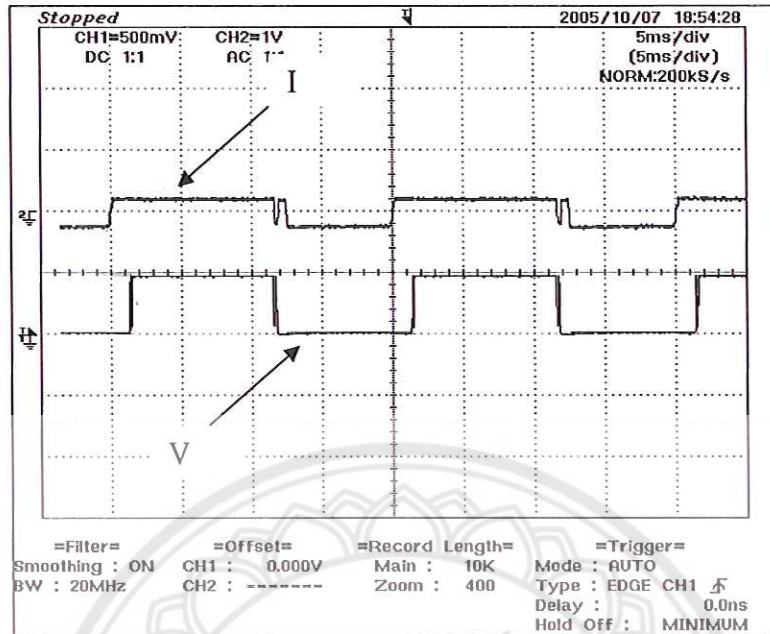 Stopped 2005/10/07 18:54:28
CH1=500mV CH2=1V 5ms/div
DC 1:1 AC (5ms/div)
NORM:200kS/s
I
V
=Filter= =Offset= =Record Length= =Trigger=
Smoothing : ON CH1 : 0.000V Main : 10K Mode : AUTO
BW : 20MHz CH2 : ------- Zoom : 400 Type : EDGE CH1
Delay : 0.0ns
Hold Off : MINIMUM